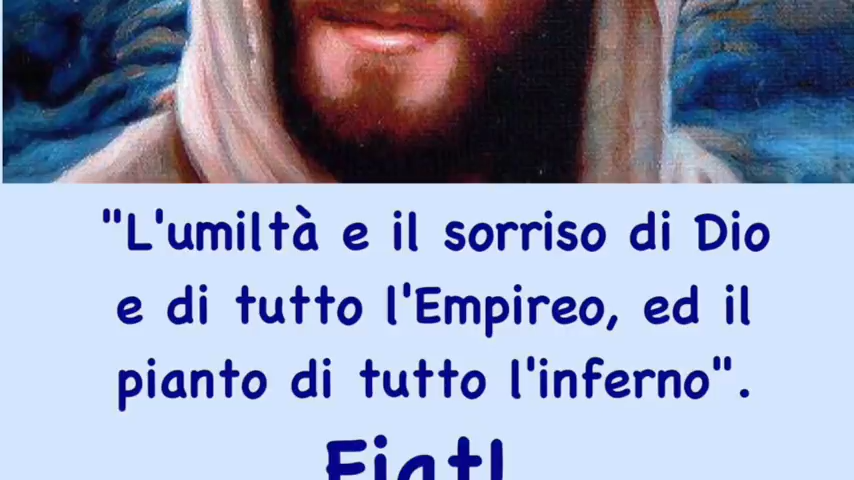 "L'umiltà e il sorriso di Dio
e di tutto l'Empireo, ed il
pianto di tutto l'inferno".
Fiat!